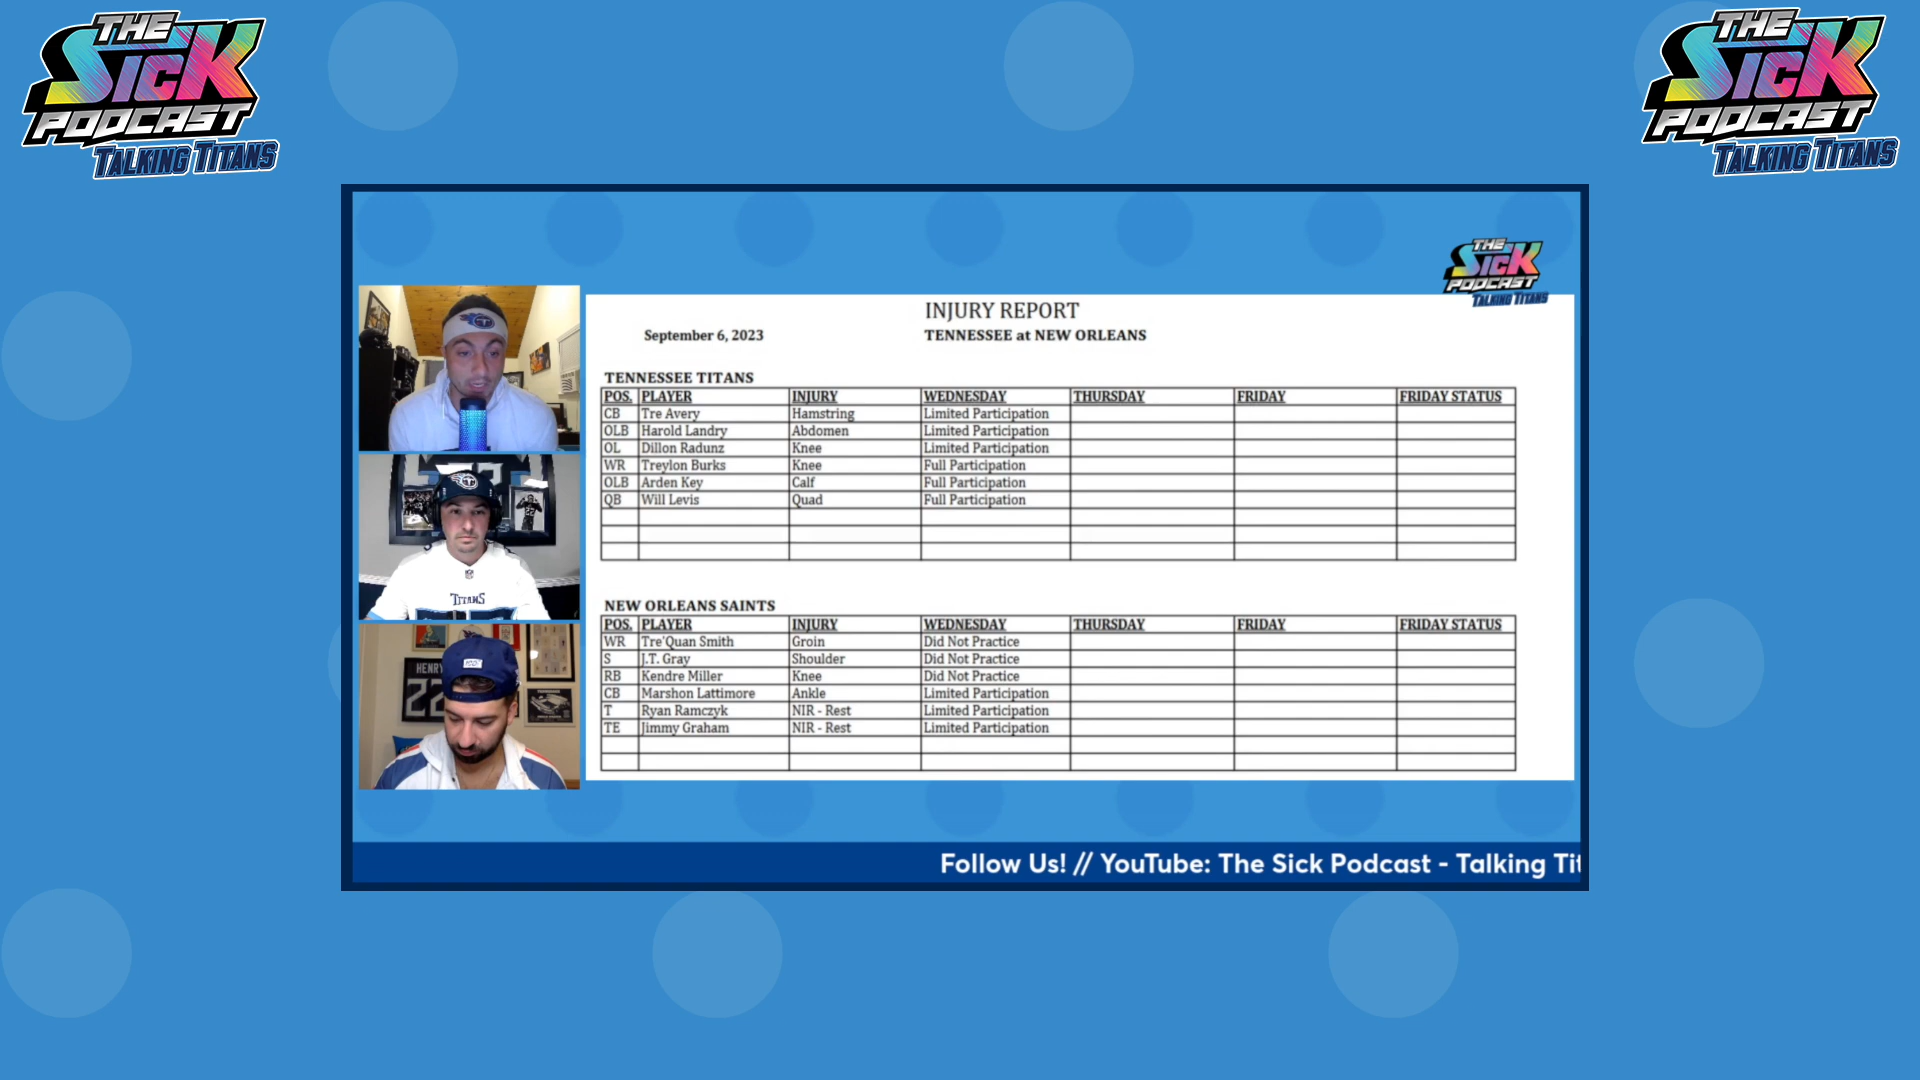 THE
SICK
PODCAST
TALKING TITANS
THE
SICK
PODCAST
TALKING TITANS
THE
SICK
PODCAST
TALKING TITANS
INJURY REPORT
September 6, 2023 TENNESSEE at NEW ORLEANS
TENNESSEE TITANS
POS. PLAYER INJURY WEDNESDAY THURSDAY FRIDAY FRIDAY STATUS
CB Tre Avery Hamstring Limited Participation
OLB Harold Landry Abdomen Limited Participation
OL Dillon Radunz Knee Limited Participation
WR Treylon Burks Knee Full Participation
OLB Arden Key Calf Full Participation
QB Will Levis Quad Full Participation
NEW ORLEANS SAINTS
POS. PLAYER INJURY WEDNESDAY THURSDAY FRIDAY FRIDAY STATUS
WR Tre'Quan Smith Groin Did Not Practice
S J.T. Gray Shoulder Did Not Practice
RB Kendre Miller Knee Did Not Practice
CB Marshon Lattimore Ankle Limited Participation
T Ryan Ramczyk NIR - Rest Limited Participation
TE Jimmy Graham NIR - Rest Limited Participation
TITANS
HENRY
22
Follow Us! // YouTube: The Sick Podcast - Talking Tit